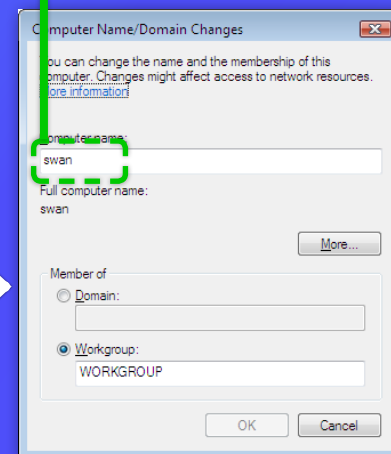 Computer Name/Domain Changes
You can change the name and the membership of this
computer. Changes might affect access to network resources.
More information
Computer name:
swan
Full computer name:
swan
More...
Member of
Domain:
Workgroup:
WORKGROUP
OK
Cancel